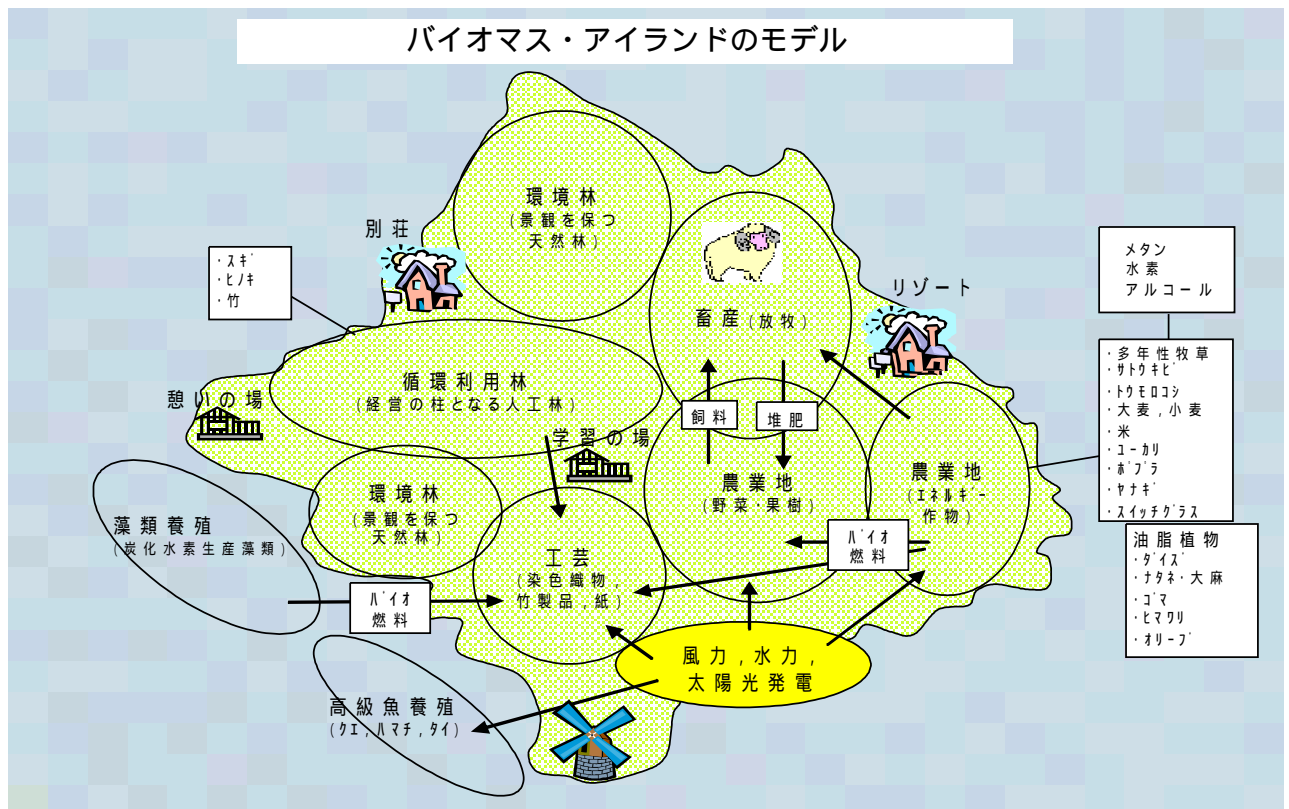 バイオマス・アイランドのモデル
環境林
(景観を保つ
天然林)
別荘
・スギ
・ヒノキ
・竹
畜産(放牧)
リゾート
メタン
水素
アルコール
循環利用林
(経営の柱となる人工林)
憩いの場
飼料
堆肥
・多年性牧草
・サトウキビ
・トウモロコシ
・大麦,小麦
・米
・ユーカリ
・ポプラ
・ヤナギ
・スイッチグラス
学習の場
環境林
(景観を保つ
天然林)
農業地
(野菜・果樹)
農業地
(エネルギー
作物)
藻類養殖
(炭化水素生産藻類)
工芸
(染色織物,
竹製品,紙)
バイオ
燃料
バイオ
燃料
油脂植物
・ダイズ
・ナタネ・大麻
・ゴマ
・ヒマワリ
・オリーブ
風力,水力,
太陽光発電
高級魚養殖
(クエ,ハマチ,タイ)